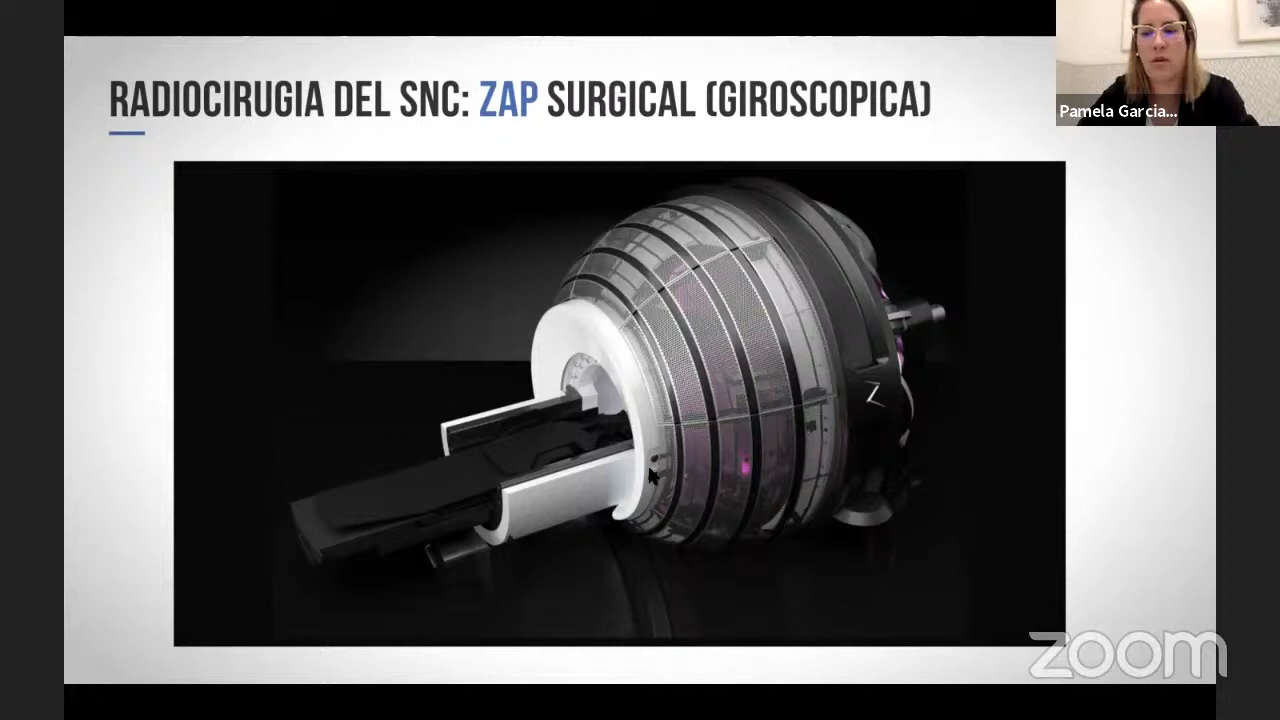 RADIOCIRUGIA DEL SNC: ZAP SURGICAL (GIROSCOPICA)
Pamela Garcia...
Z
zoom